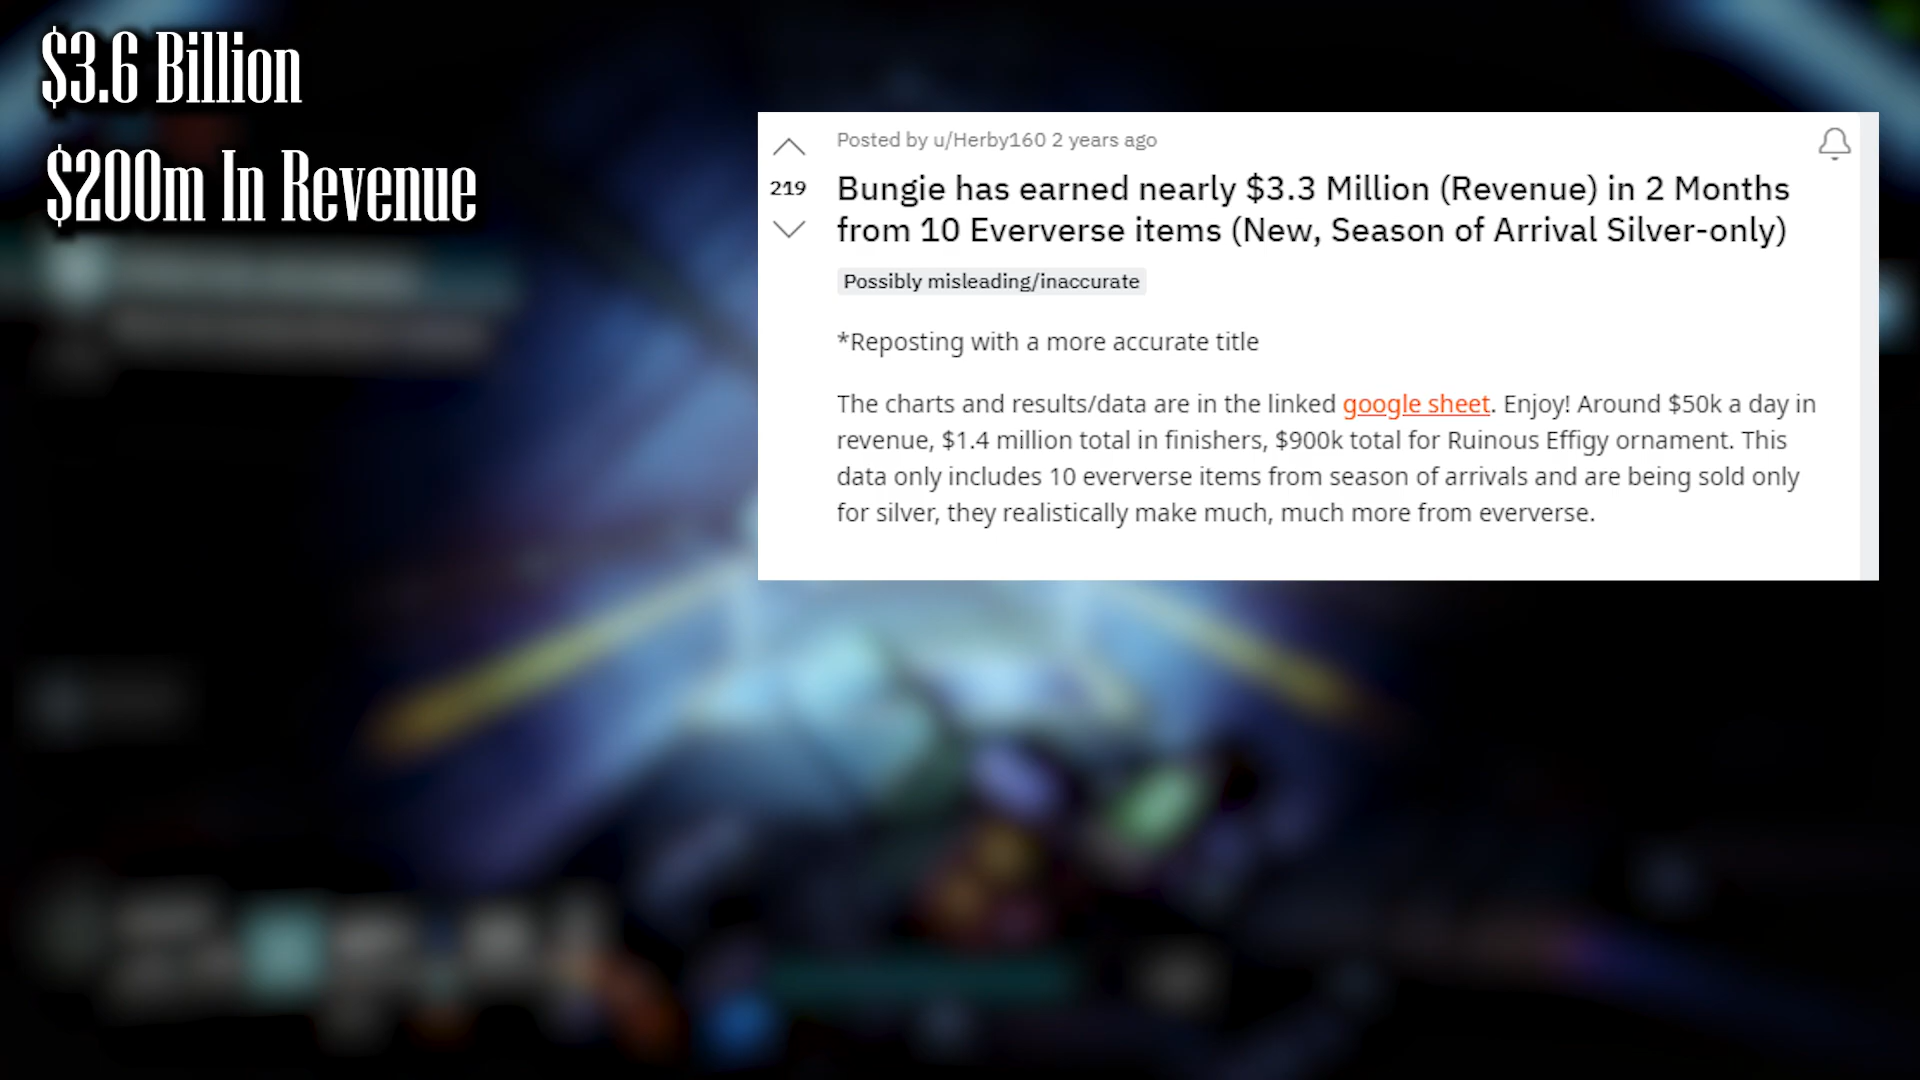 $3.6 Billion
$200m In Revenue
Posted by u/Herby160 2 years ago
219
Bungie has earned nearly $3.3 Million (Revenue) in 2 Months
from 10 Eververse items (New, Season of Arrival Silver-only)
Possibly misleading/inaccurate
*Reposting with a more accurate title
The charts and results/data are in the linked google sheet. Enjoy! Around $50k a day in
revenue, $1.4 million total in finishers, $900k total for Ruinous Effigy ornament. This
data only includes 10 eververse items from season of arrivals and are being sold only
for silver, they realistically make much, much more from eververse.